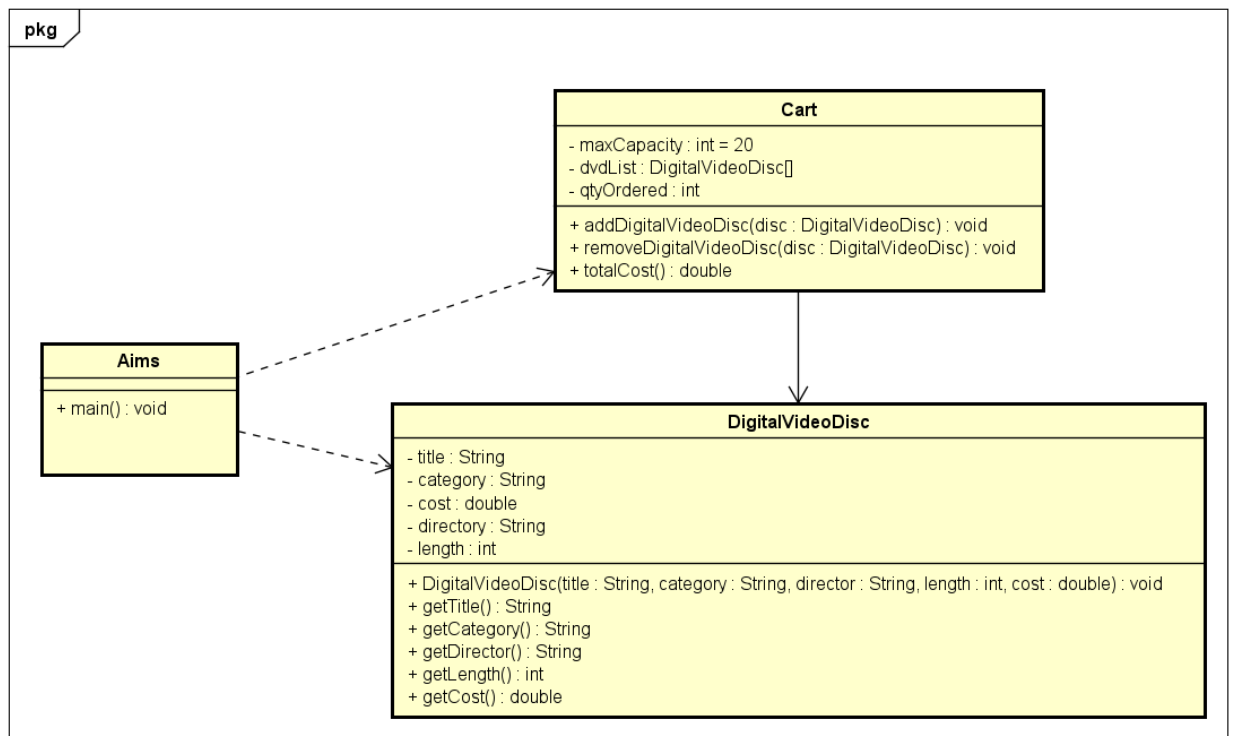 pkg
Cart
- maxCapacity : int = 20
- dvdList : DigitalVideoDisc[]
- qtyOrdered : int
+ addDigitalVideoDisc(disc : DigitalVideoDisc) : void
+ removeDigitalVideoDisc(disc : DigitalVideoDisc) : void
+ totalCost() : double
Aims
+ main() : void
DigitalVideoDisc
- title : String
- category : String
- cost : double
- directory : String
- length : int
+ DigitalVideoDisc(title : String, category : String, director : String, length : int, cost : double) : void
+ getTitle() : String
+ getCategory() : String
+ getDirector() : String
+ getLength() : int
+ getCost() : double